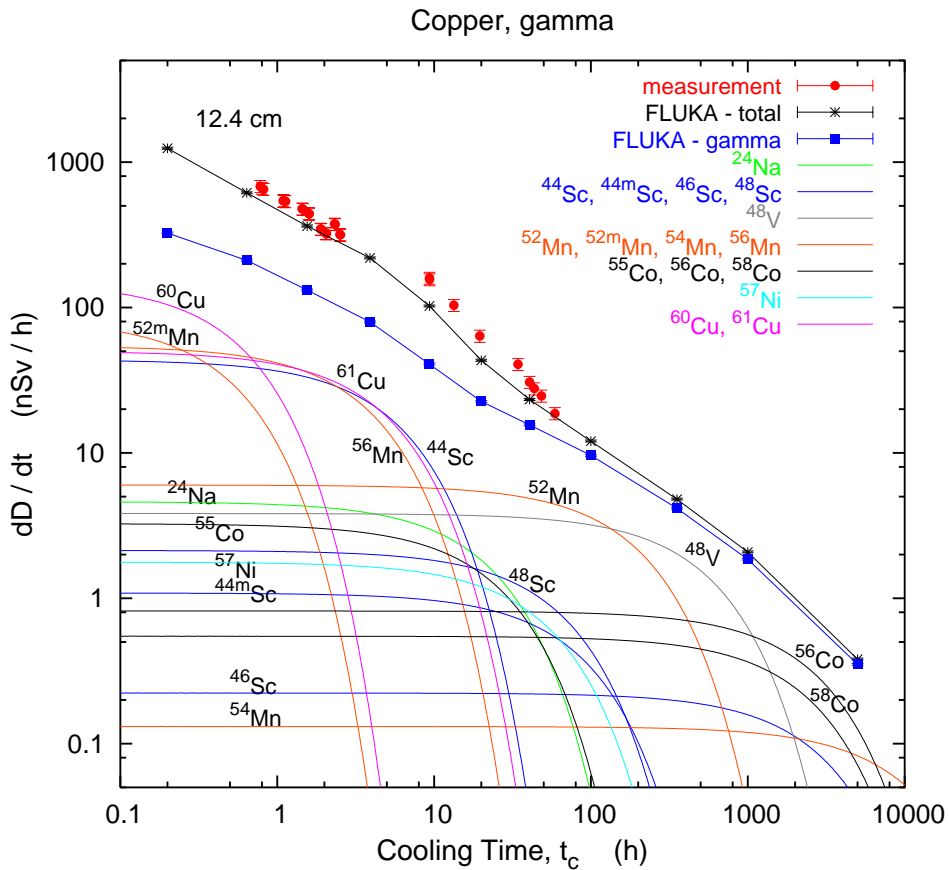 Copper, gamma
12.4 cm
measurement
FLUKA - total
FLUKA - gamma
²⁴Na
⁴⁴Sc, ⁴⁴ᵐSc, ⁴⁶Sc, ⁴⁸Sc
⁴⁸V
⁵²Mn, ⁵²ᵐMn, ⁵⁴Mn, ⁵⁶Mn
⁵⁵Co, ⁵⁶Co, ⁵⁸Co
⁵⁷Ni
⁶⁰Cu, ⁶¹Cu
1000
100
10
1
0.1
dD / dt (nSv / h)
⁶⁰Cu
⁵²ᵐMn
⁶¹Cu
⁵⁶Mn
⁴⁴Sc
²⁴Na
⁵²Mn
⁵⁵Co
⁵⁷Ni
⁴⁸Sc
⁴⁸V
⁴⁴ᵐSc
⁵⁶Co
⁴⁶Sc
⁵⁸Co
⁵⁴Mn
0.1 1 10 100 1000 10000
Cooling Time, t_c (h)